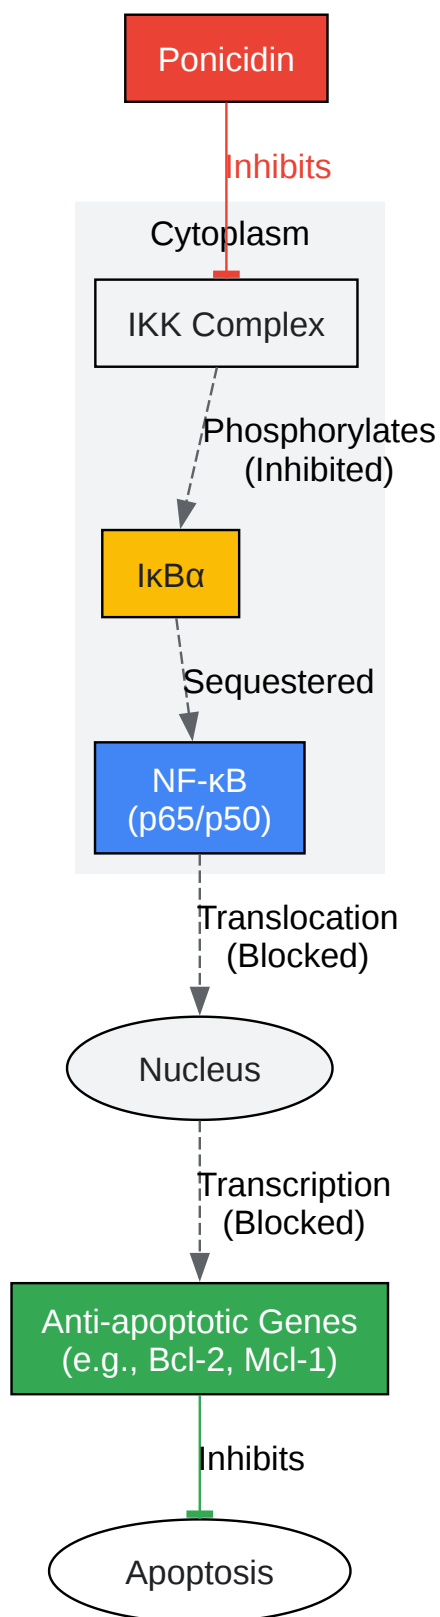 Ponicidin
Inhibits
Cytoplasm
IKK Complex
Phosphorylates
(Inhibited)
IκBα
Sequestered
NF-κB
(p65/p50)
Translocation
(Blocked)
Nucleus
Transcription
(Blocked)
Anti-apoptotic Genes
(e.g., Bcl-2, Mcl-1)
Inhibits
Apoptosis